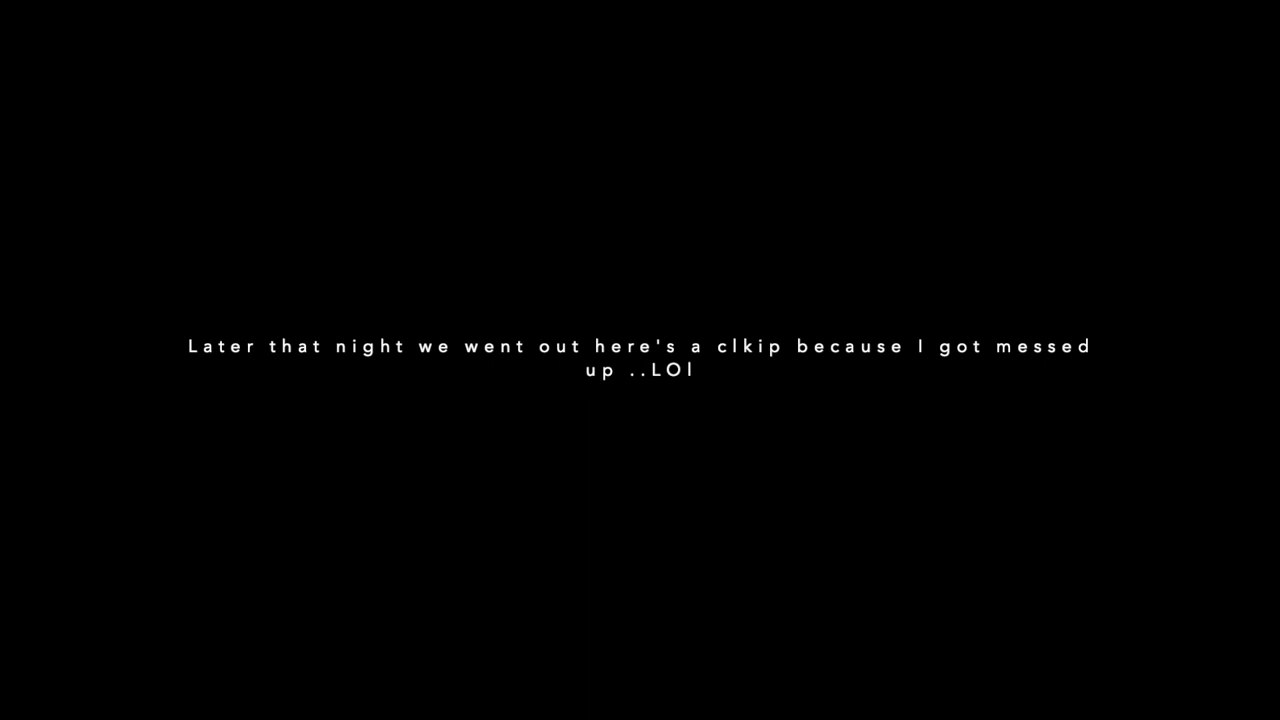 Later that night we went out here's a clkip because I got messed
up ..LOl